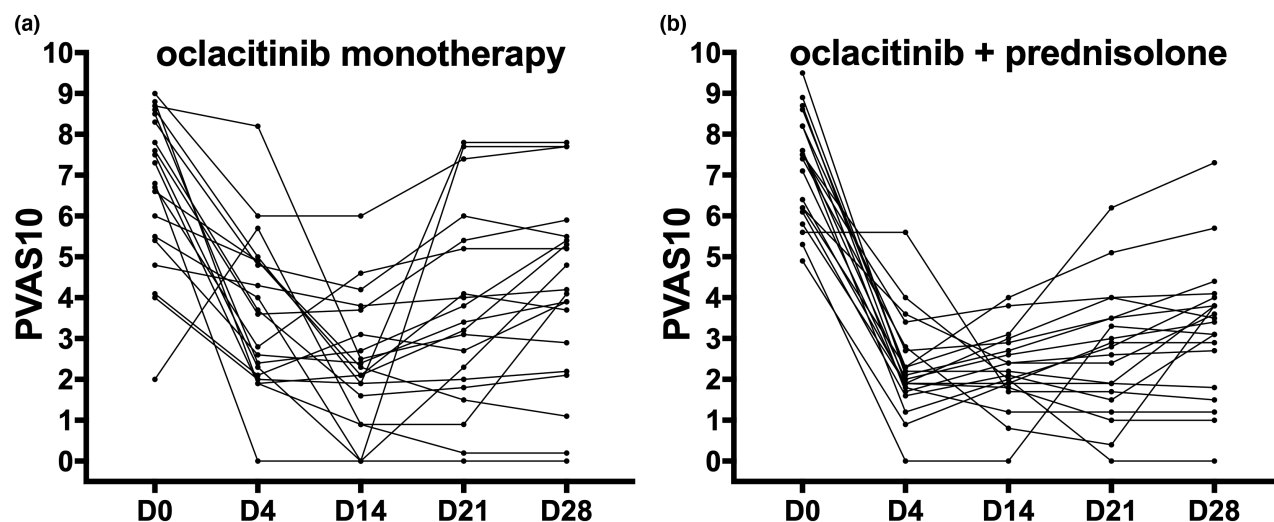 (a)
oclacitinib monotherapy
PVAS10
10
9
8
7
6
5
4
3
2
1
0
D0 D4 D14 D21 D28
(b)
oclacitinib + prednisolone
PVAS10
10
9
8
7
6
5
4
3
2
1
0
D0 D4 D14 D21 D28